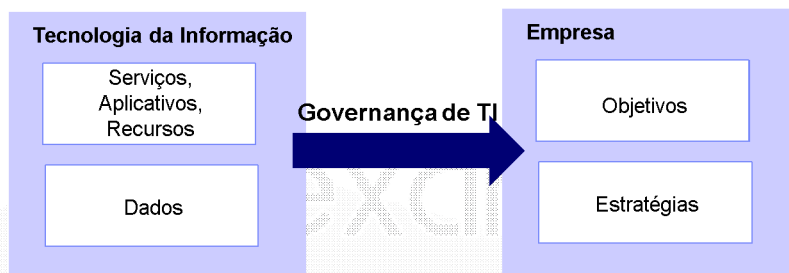 Tecnologia da Informação
Serviços,
Aplicativos,
Recursos
Dados
Governança de TI
Empresa
Objetivos
Estratégias